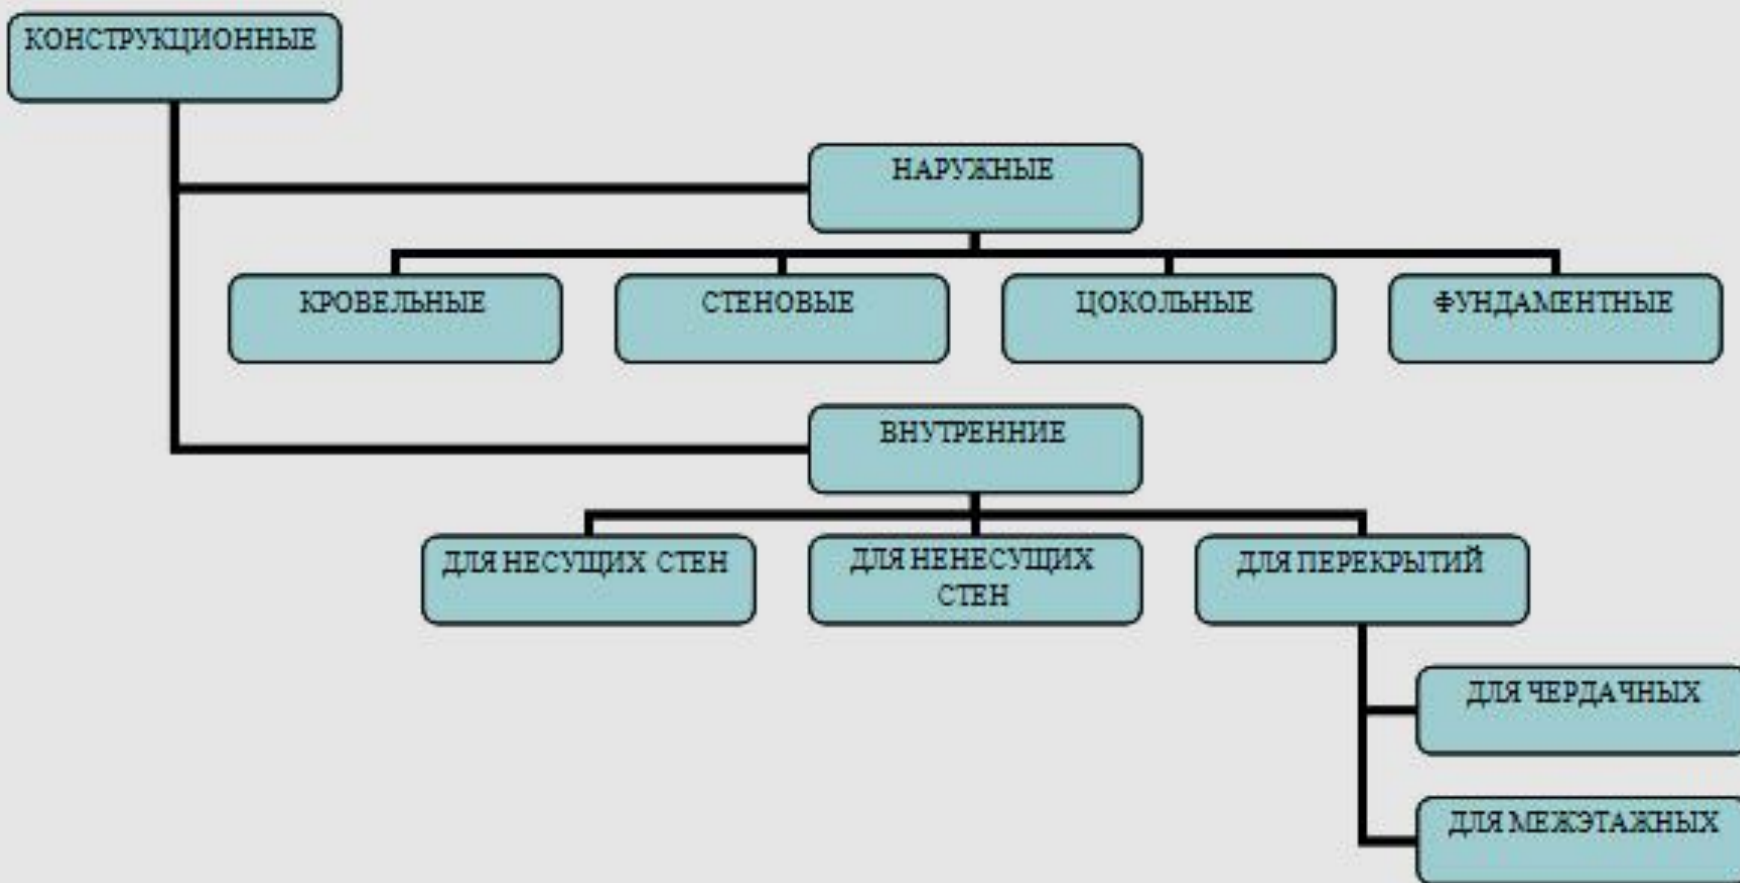 КОНСТРУКЦИОННЫЕ
НАРУЖНЫЕ
КРОВЕЛЬНЫЕ
СТЕНОВЫЕ
ЦОКОЛЬНЫЕ
ФУНДАМЕНТНЫЕ
ВНУТРЕННИЕ
ДЛЯ НЕСУЩИХ СТЕН
ДЛЯ НЕНЕСУЩИХ
СТЕН
ДЛЯ ПЕРЕКРЫТИЙ
ДЛЯ ЧЕРДАЧНЫХ
ДЛЯ МЕЖЭТАЖНЫХ